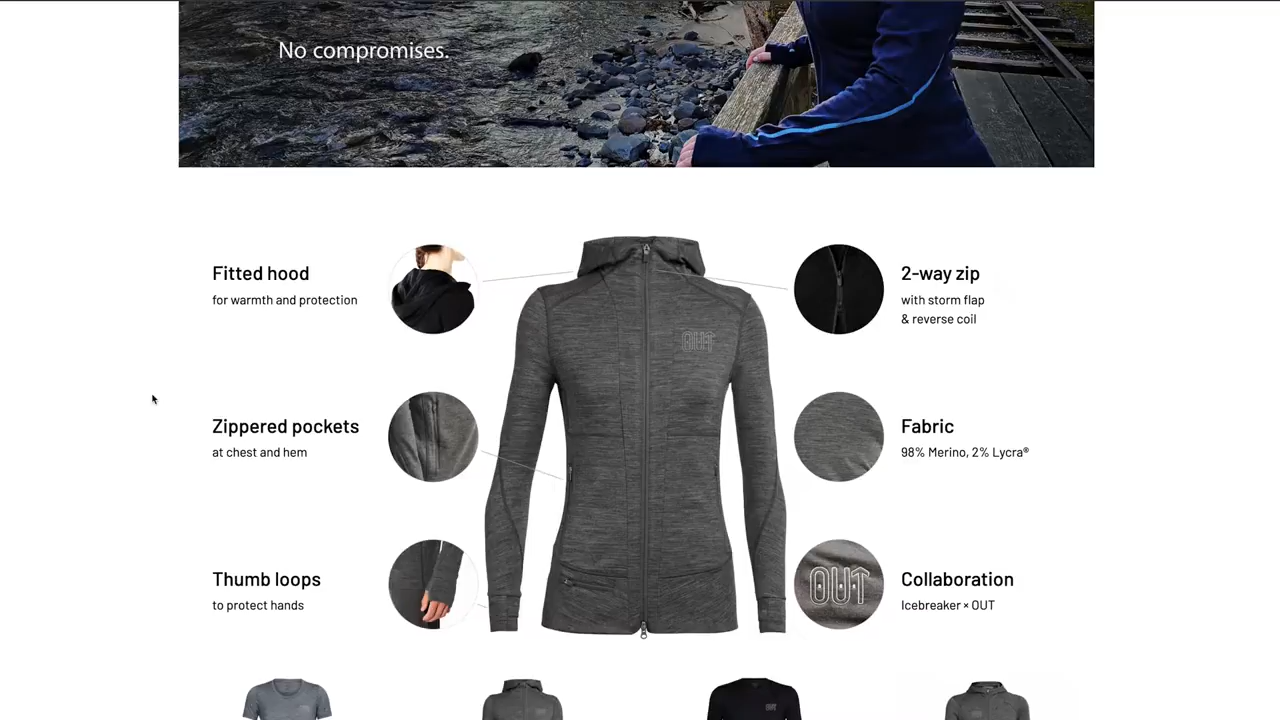 No compromises.
Fitted hood
for warmth and protection
2-way zip
with storm flap
& reverse coil
OUT
Zippered pockets
at chest and hem
Fabric
98% Merino, 2% Lycra®
Thumb loops
to protect hands
OUT
Collaboration
Icebreaker × OUT
OUT